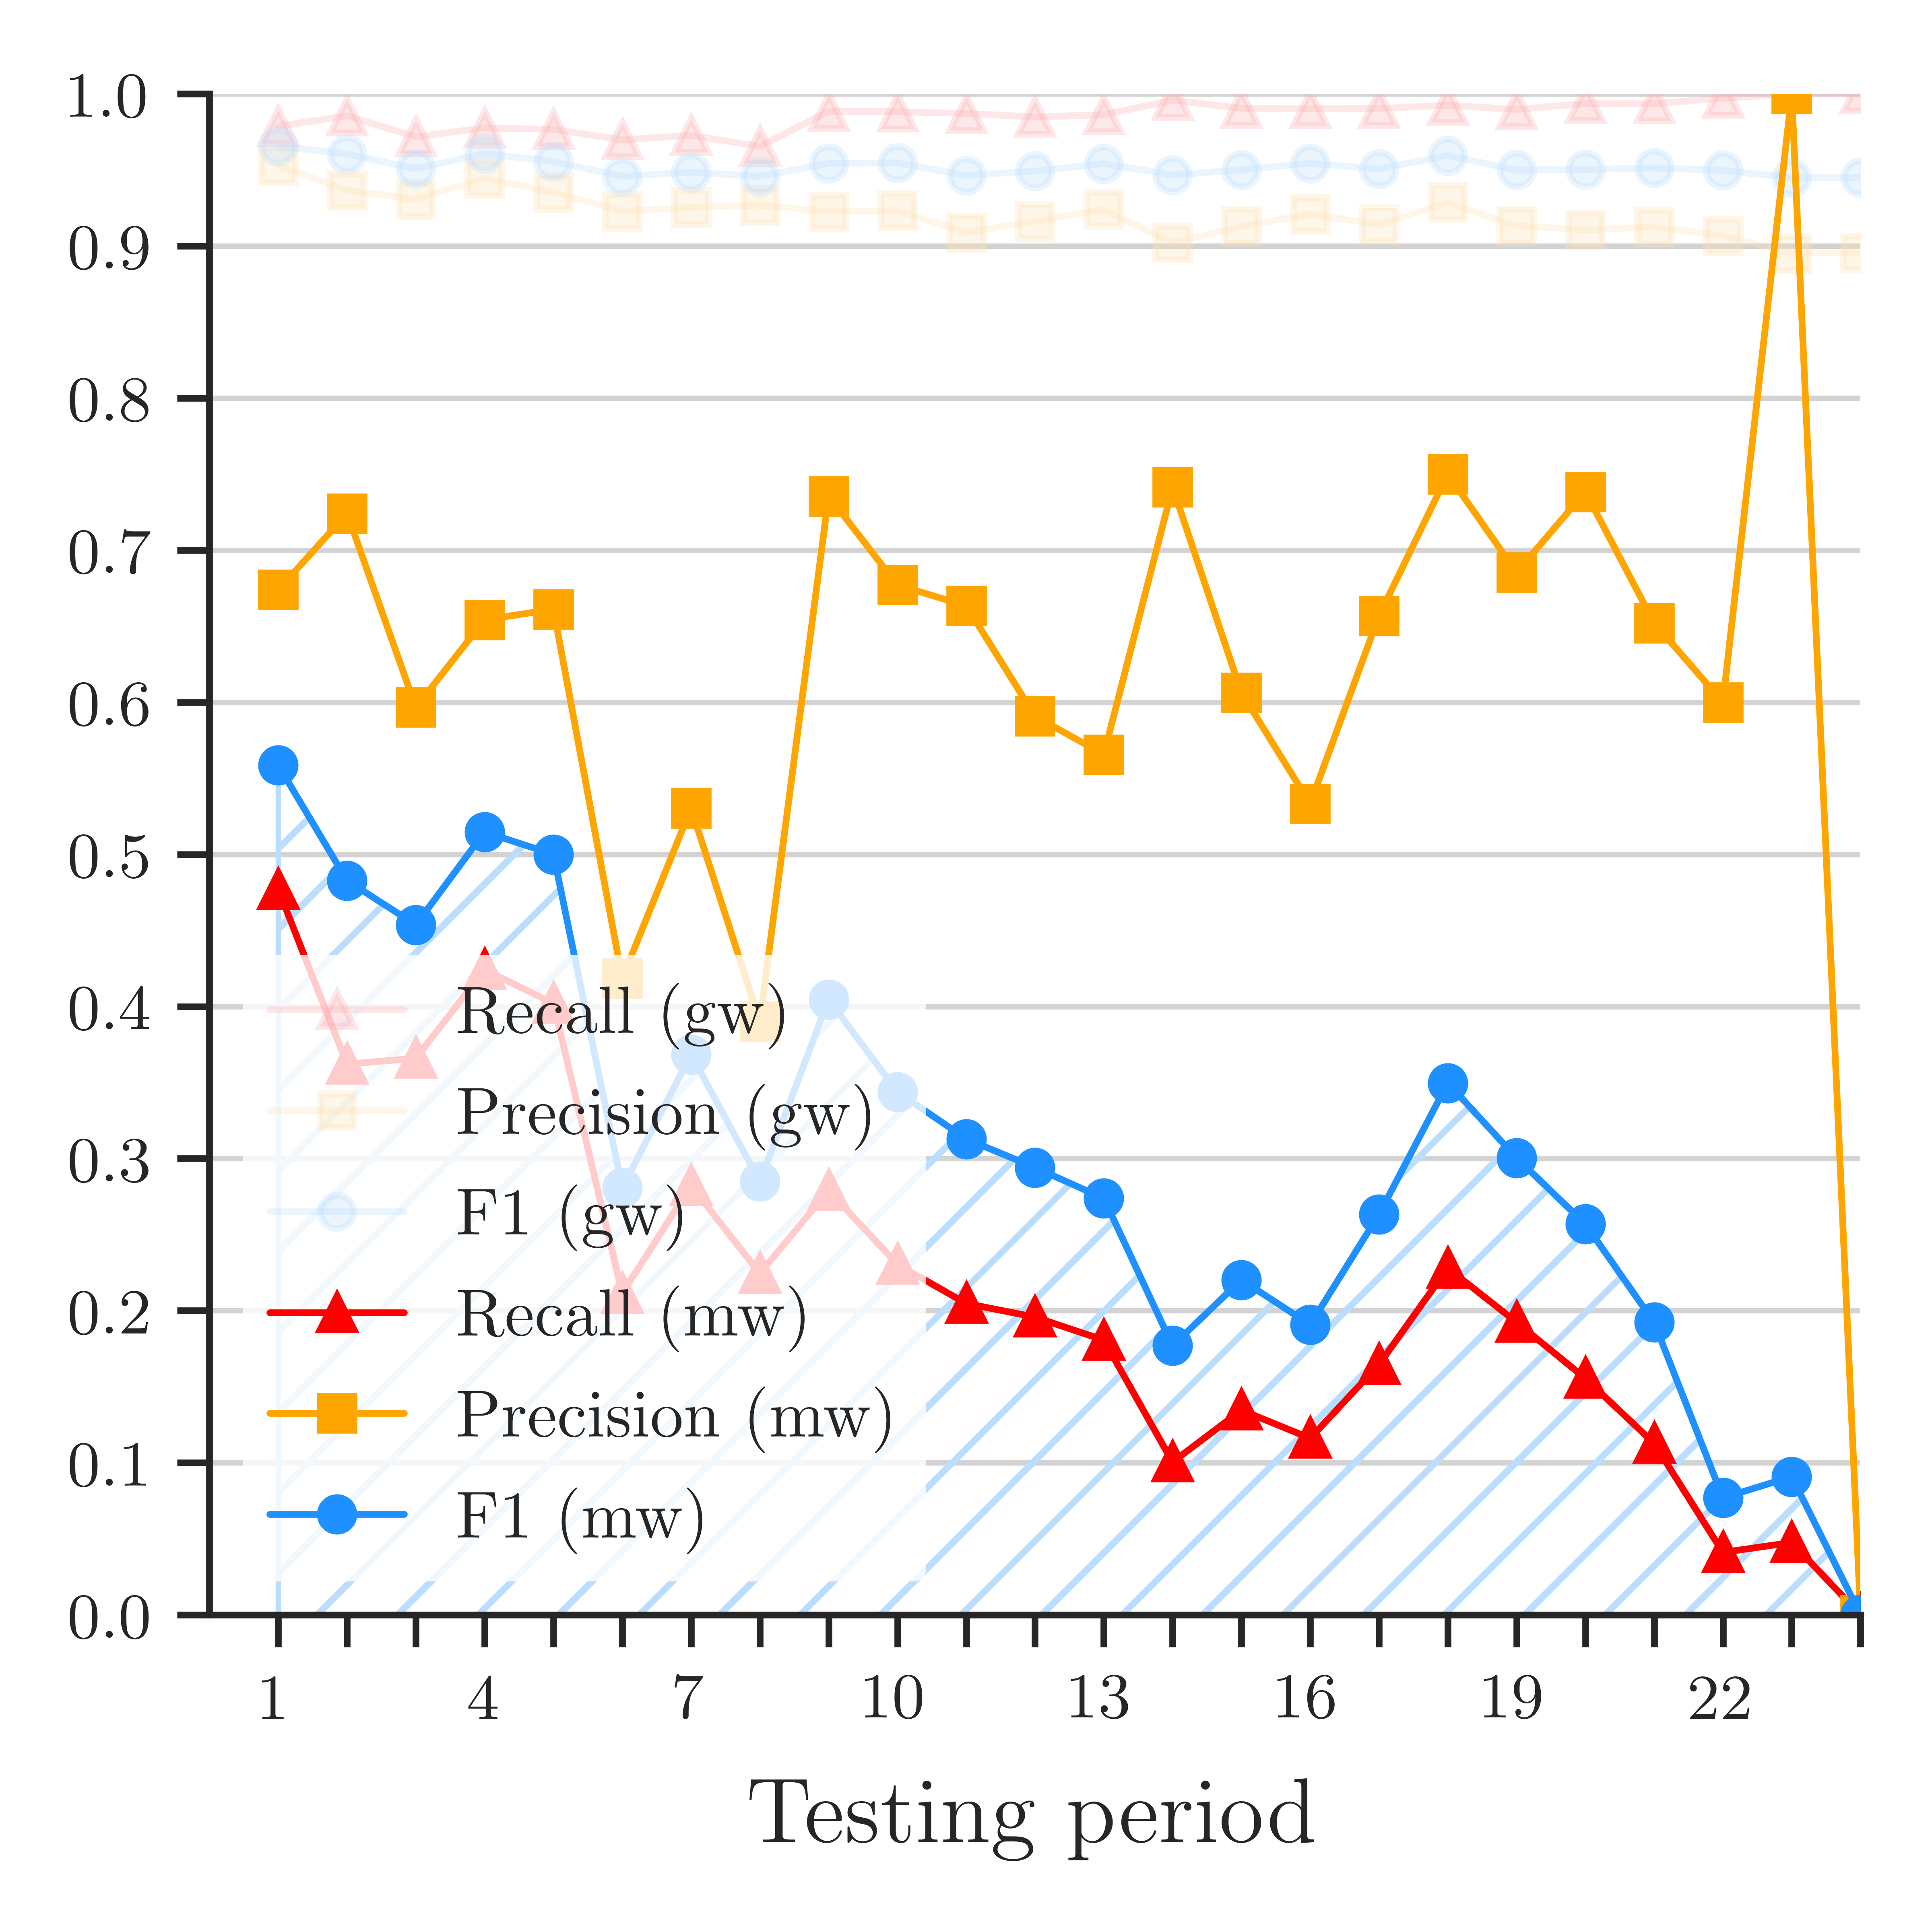 1.0
0.9
0.8
0.7
0.6
0.5
0.4
0.3
0.2
0.1
0.0
Recall (gw)
Precision (gw)
F1 (gw)
Recall (mw)
Precision (mw)
F1 (mw)
1 4 7 10 13 16 19 22
Testing period